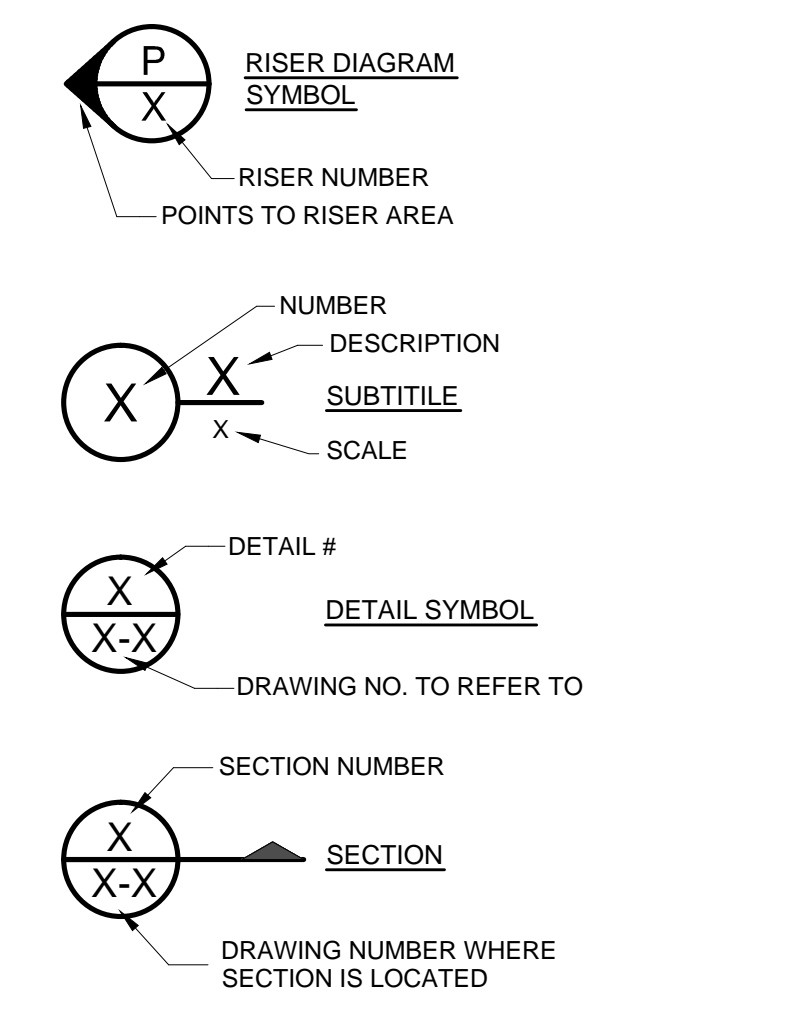 P
X
RISER DIAGRAM
SYMBOL
RISER NUMBER
POINTS TO RISER AREA
NUMBER
DESCRIPTION
X
X
SUBTITILE
X
SCALE
DETAIL #
X
X-X
DETAIL SYMBOL
DRAWING NO. TO REFER TO
SECTION NUMBER
X
X-X
SECTION
DRAWING NUMBER WHERE
SECTION IS LOCATED